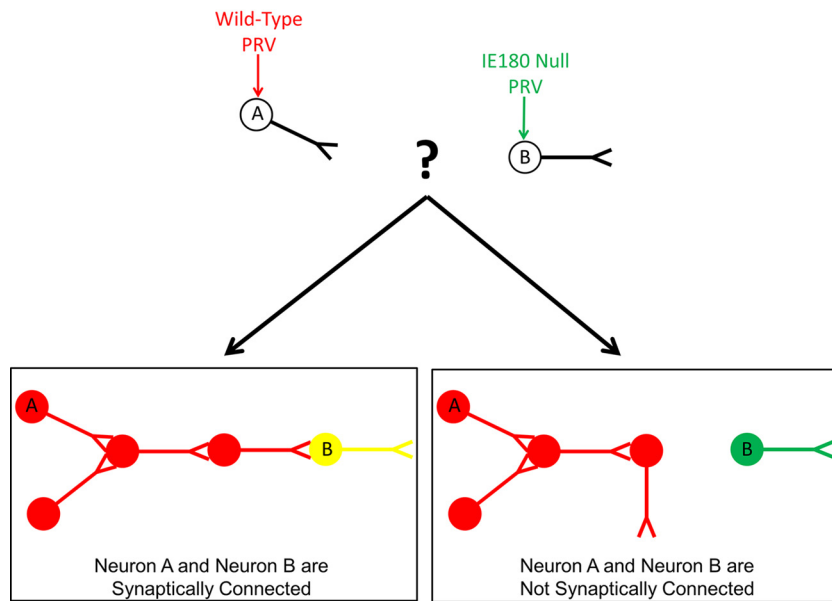 Wild-Type
PRV
IE180 Null
PRV
A
B
?
A
B
Neuron A and Neuron B are
Synaptically Connected
A
B
Neuron A and Neuron B are
Not Synaptically Connected